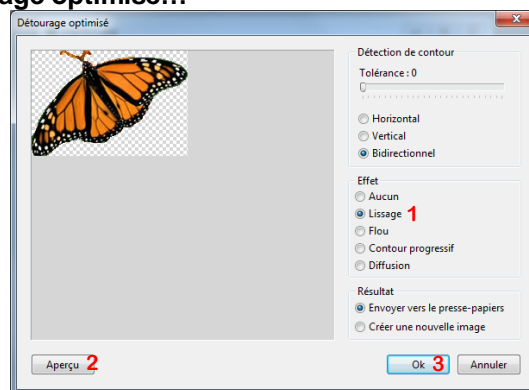 age optimisé...
Détourage optimisé
Détection de contour
Tolérance : 0
Horizontal
Vertical
Bidirectionnel
Effet
Aucun
Lissage 1
Flou
Contour progressif
Diffusion
Résultat
Envoyer vers le presse-papiers
Créer une nouvelle image
Aperçu 2
Ok 3 Annuler